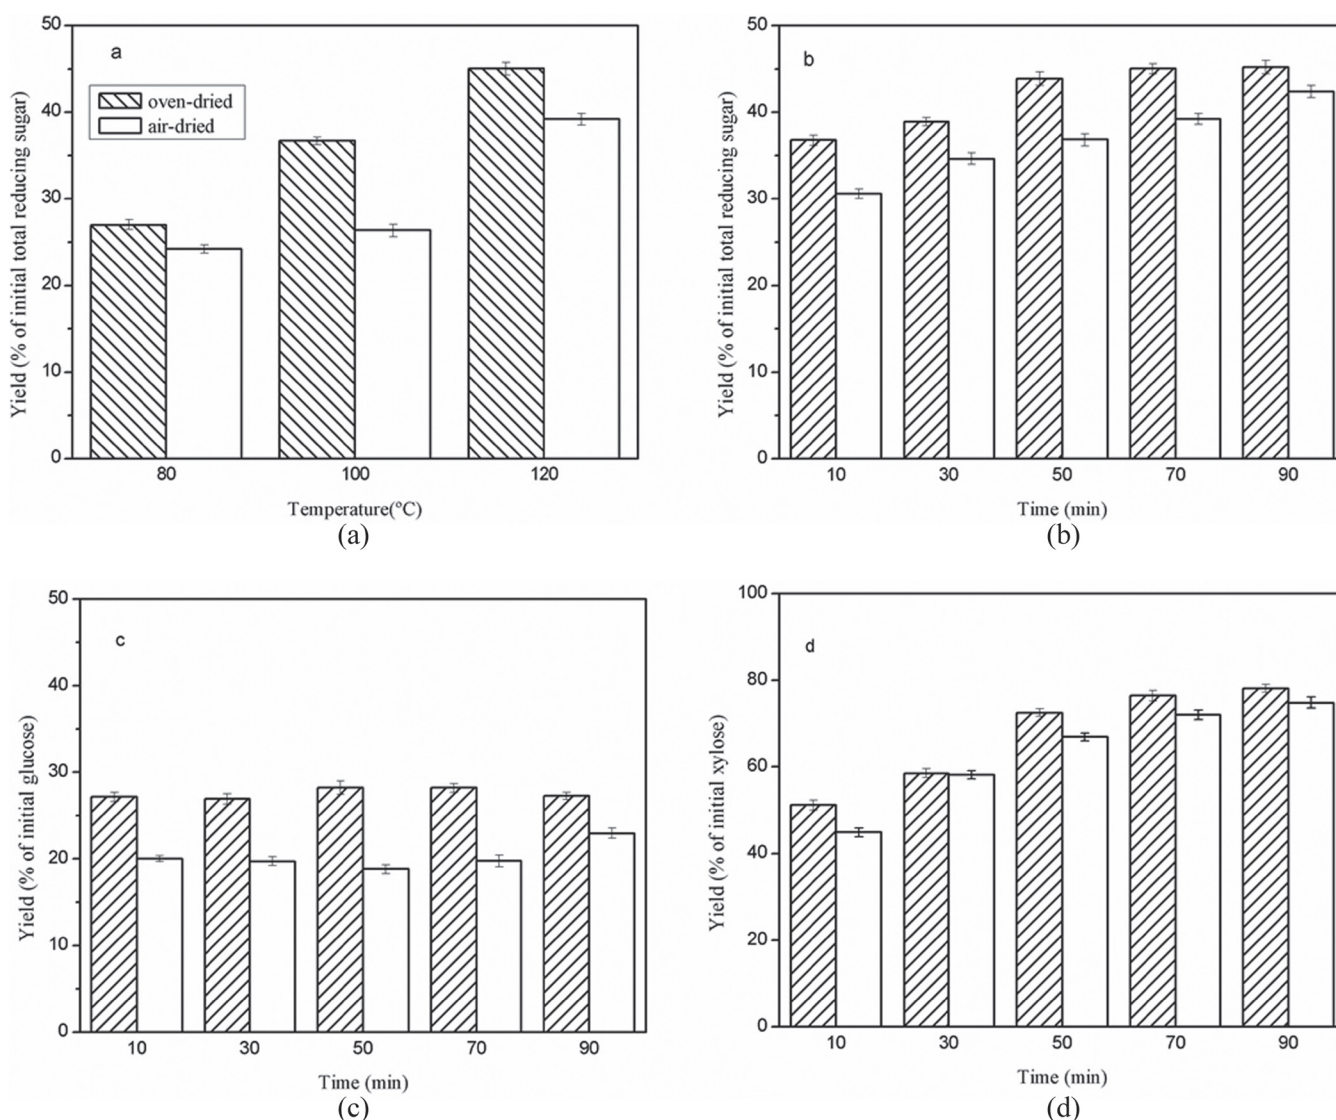 a
oven-dried
air-dried
50
40
30
20
10
0
Yield (% of initial total reducing sugar)
80 100 120
Temperature(°C)
(a)
b
50
40
30
20
10
0
Yield (% of initial total reducing sugar)
10 30 50 70 90
Time (min)
(b)
c
50
40
30
20
10
0
Yield (% of initial glucose)
10 30 50 70 90
Time (min)
(c)
d
100
80
60
40
20
0
Yield (% of initial xylose)
10 30 50 70 90
Time (min)
(d)